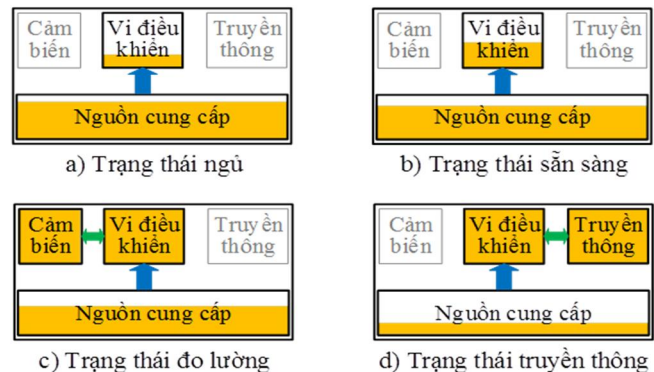 Cảm biến
Vi điều khiển
Truyền thông
Nguồn cung cấp
a) Trạng thái ngủ
Cảm biến
Vi điều khiển
Truyền thông
Nguồn cung cấp
b) Trạng thái sẵn sàng
Cảm biến
Vi điều khiển
Truyền thông
Nguồn cung cấp
c) Trạng thái đo lường
Cảm biến
Vi điều khiển
Truyền thông
Nguồn cung cấp
d) Trạng thái truyền thông